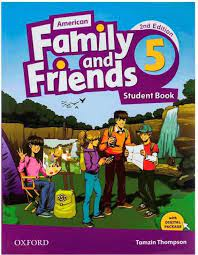 American
2nd Edition
Family
and
Friends
5
Student Book
with
DIGITAL
PACKAGE
OXFORD
Tamzin Thompson